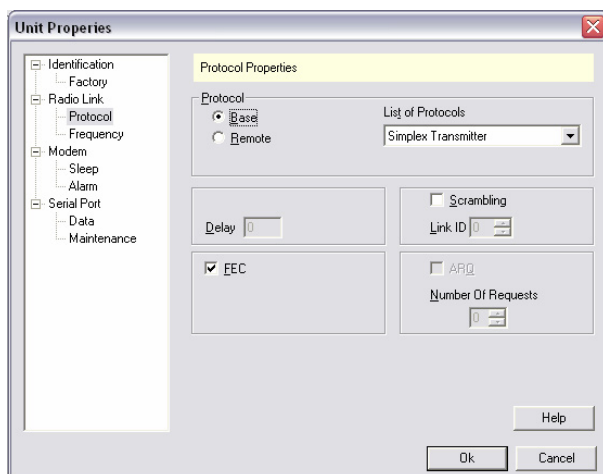 Unit Properies
Identification
Factory
Radio Link
Protocol
Frequency
Modem
Sleep
Alarm
Serial Port
Data
Maintenance
Protocol Properties
Protocol
Base
Remote
List of Protocols
Simplex Transmitter
Delay 0
Scrambling
Link ID 0
FEC
ARQ
Number Of Requests
0
Help
Ok
Cancel